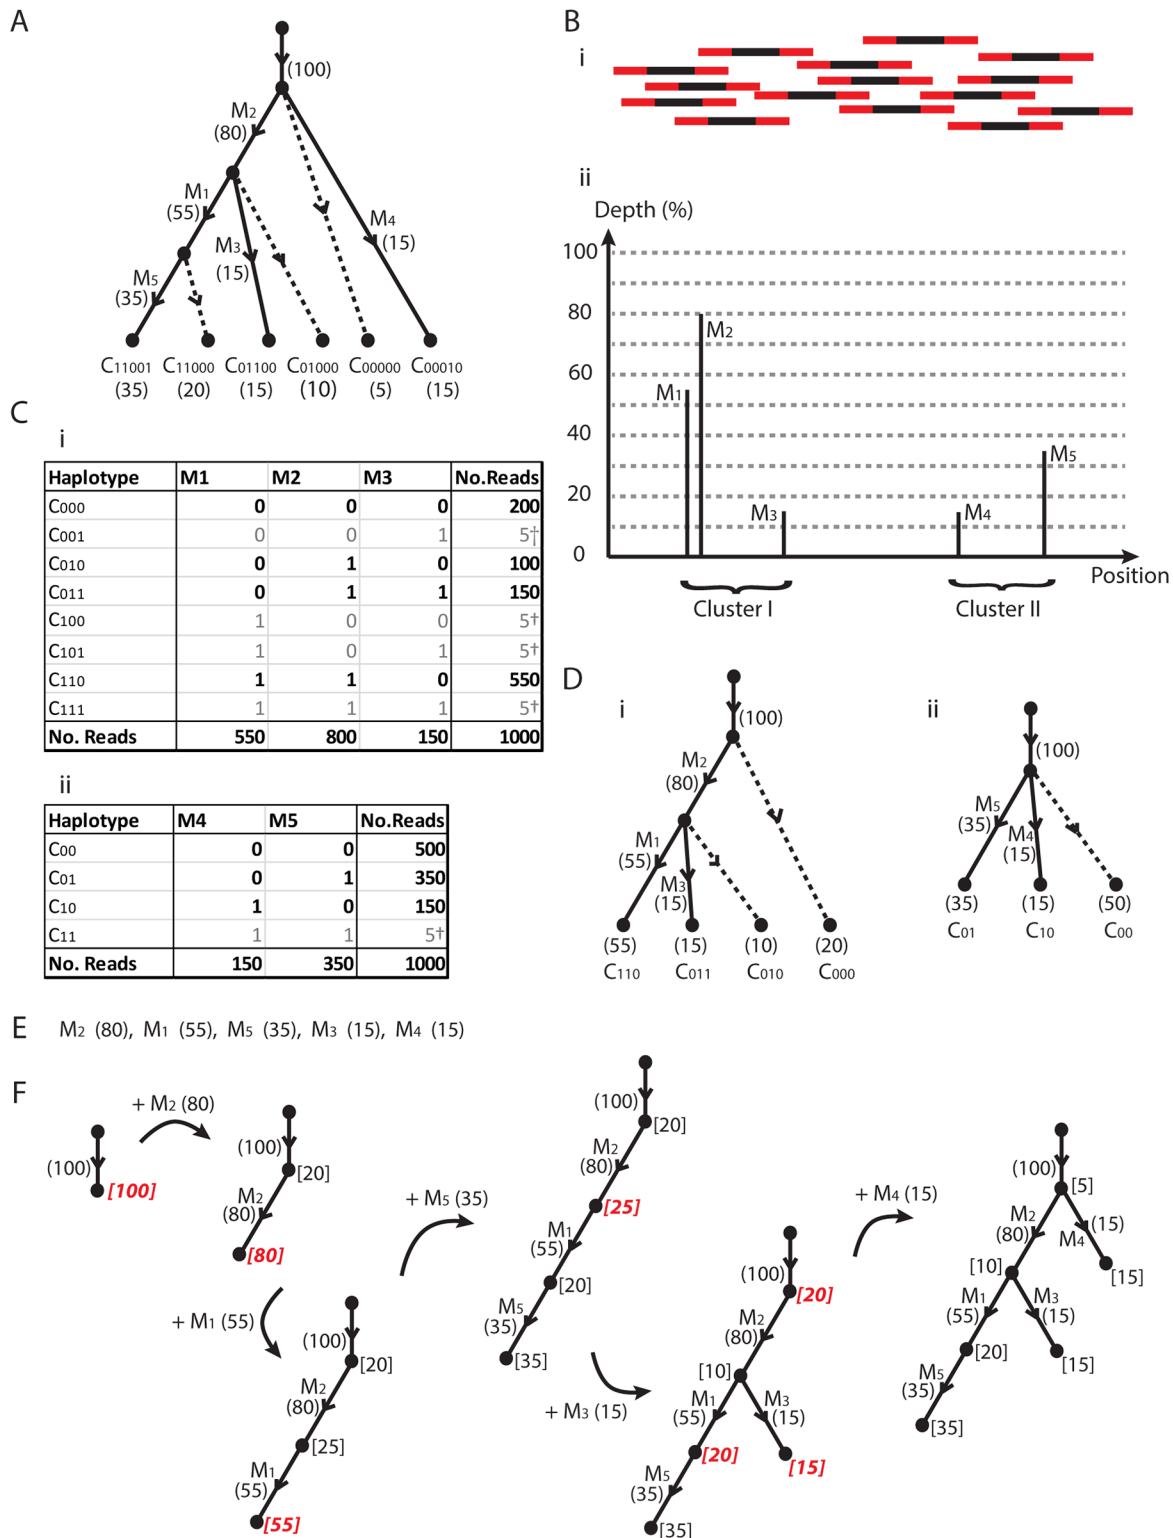 A
(100)
M2
(80)
M1
(55)
M3
(15)
M4
(15)
M5
(35)
C11001 C11000 C01100 C01000 C00000 C00010
(35) (20) (15) (10) (5) (15)
B
i
ii
Depth (%)
100
80
60
40
20
0
M1
M2
M3
M4
M5
Position
Cluster I
Cluster II
C
i
Haplotype M1 M2 M3 No.Reads
C000 0 0 0 200
C001 0 0 1 5†
C010 0 1 0 100
C011 0 1 1 150
C100 1 0 0 5†
C101 1 0 1 5†
C110 1 1 0 550
C111 1 1 1 5†
No. Reads 550 800 150 1000
ii
Haplotype M4 M5 No.Reads
C00 0 0 500
C01 0 1 350
C10 1 0 150
C11 1 1 5†
No. Reads 150 350 1000
D
i
(100)
M2
(80)
M1
(55)
M3
(15)
(55) (15) (10) (20)
C110 C011 C010 C000
ii
(100)
M5
(35)
M4
(15)
(35) (15) (50)
C01 C10 C00
E
M2 (80), M1 (55), M5 (35), M3 (15), M4 (15)
F
(100)
[100]
+ M2 (80)
(100)
[20]
M2
(80)
[80]
+ M1 (55)
(100)
[20]
M2
(80)
[25]
M1
(55)
[55]
+ M5 (35)
(100)
[20]
M2
(80)
[25]
M1
(55)
[20]
M5
(35)
[35]
+ M3 (15)
(100)
[20]
M2
(80)
[10]
M1
(55)
M3
(15)
[20]
[15]
M5
(35)
[35]
+ M4 (15)
(100)
[5]
M2
(80)
(15)
M4
[10]
[15]
M1
(55)
M3
(15)
[20]
[15]
M5
(35)
[35]